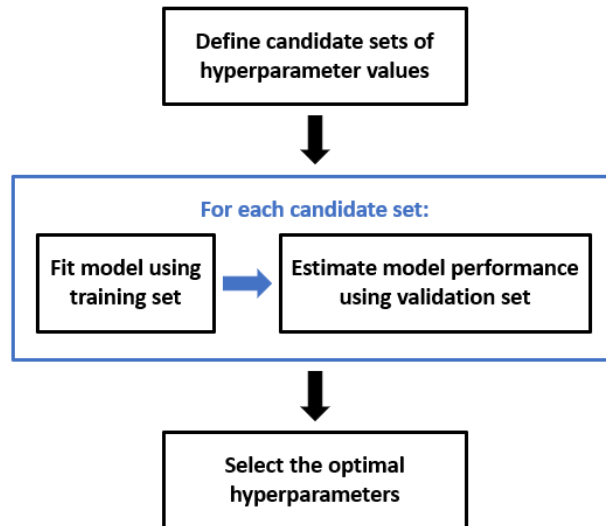 Define candidate sets of
hyperparameter values
For each candidate set:
Fit model using
training set
Estimate model performance
using validation set
Select the optimal
hyperparameters